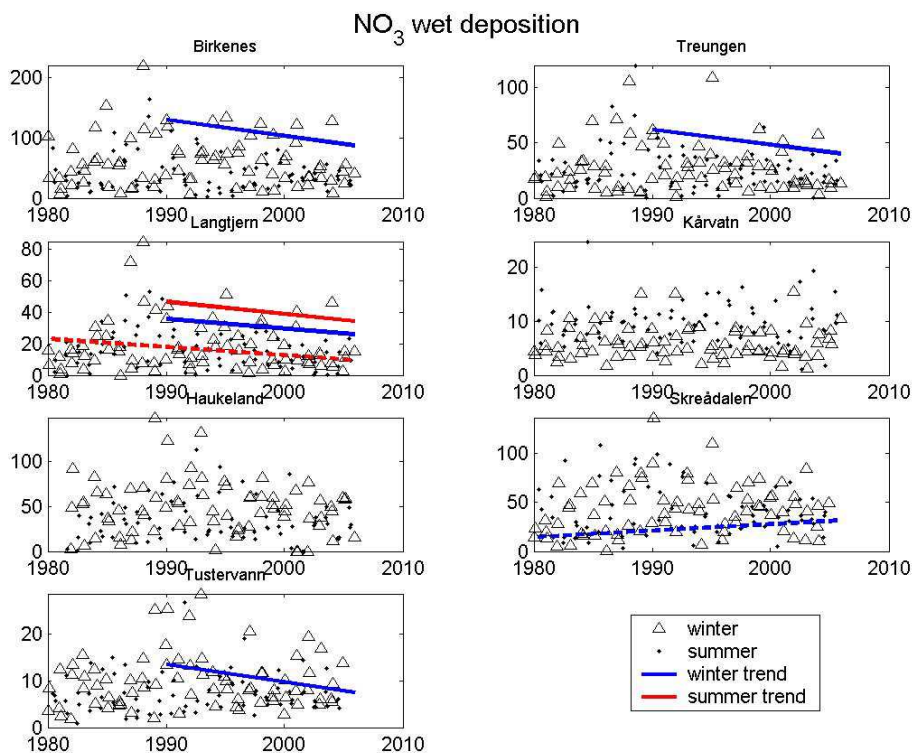 NO3 wet deposition
Birkenes
200
100
0
1980 1990 2000 2010
Treungen
100
50
0
1980 1990 2000 2010
Langtjern
80
60
40
20
0
1980 1990 2000 2010
Kårvatn
20
10
0
1980 1990 2000 2010
Haukeland
100
50
0
1980 1990 2000 2010
Skreådalen
100
50
0
1980 1990 2000 2010
Tustervann
20
10
0
1980 1990 2000 2010
winter
summer
winter trend
summer trend